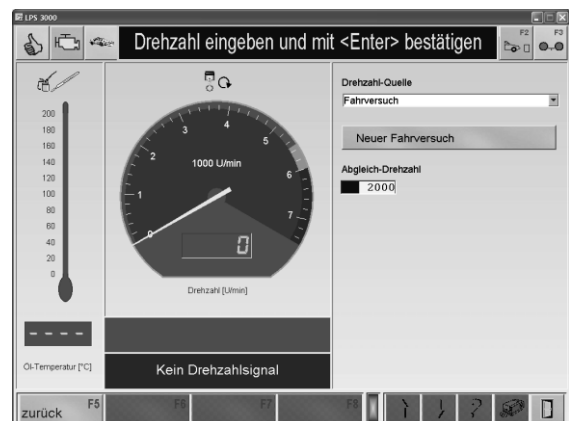 LPS 3000
Drehzahl eingeben und mit <Enter> bestätigen
F2
F3
200
180
160
140
120
100
80
60
40
20
0
- - - -
Öl-Temperatur [°C]
0
1
2
3
4
5
6
7
1000 U/min
0
Drehzahl [U/min]
Kein Drehzahlsignal
Drehzahl-Quelle
Fahrversuch
Neuer Fahrversuch
Abgleich-Drehzahl
2000
zurück F5
F6
F7
F8